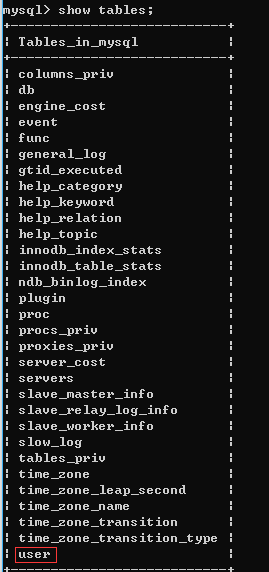 mysql> show tables;
+---------------------------+
| Tables_in_mysql           |
+---------------------------+
| columns_priv              |
| db                        |
| engine_cost               |
| event                     |
| func                      |
| general_log               |
| gtid_executed             |
| help_category             |
| help_keyword              |
| help_relation             |
| help_topic                |
| innodb_index_stats        |
| innodb_table_stats        |
| ndb_binlog_index          |
| plugin                    |
| proc                      |
| procs_priv                |
| proxies_priv              |
| server_cost               |
| servers                   |
| slave_master_info         |
| slave_relay_log_info      |
| slave_worker_info         |
| slow_log                  |
| tables_priv               |
| time_zone                 |
| time_zone_leap_second     |
| time_zone_name            |
| time_zone_transition      |
| time_zone_transition_type |
| user                      |
+---------------------------+